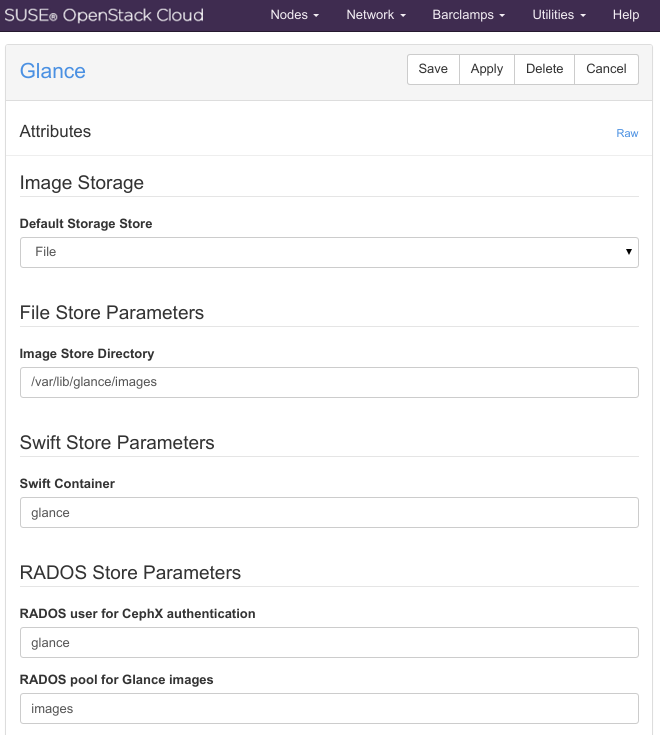 SUSE® OpenStack Cloud Nodes Network Barclamps Utilities Help
Glance Save Apply Delete Cancel
Attributes Raw
Image Storage
Default Storage Store
File
File Store Parameters
Image Store Directory
/var/lib/glance/images
Swift Store Parameters
Swift Container
glance
RADOS Store Parameters
RADOS user for CephX authentication
glance
RADOS pool for Glance images
images